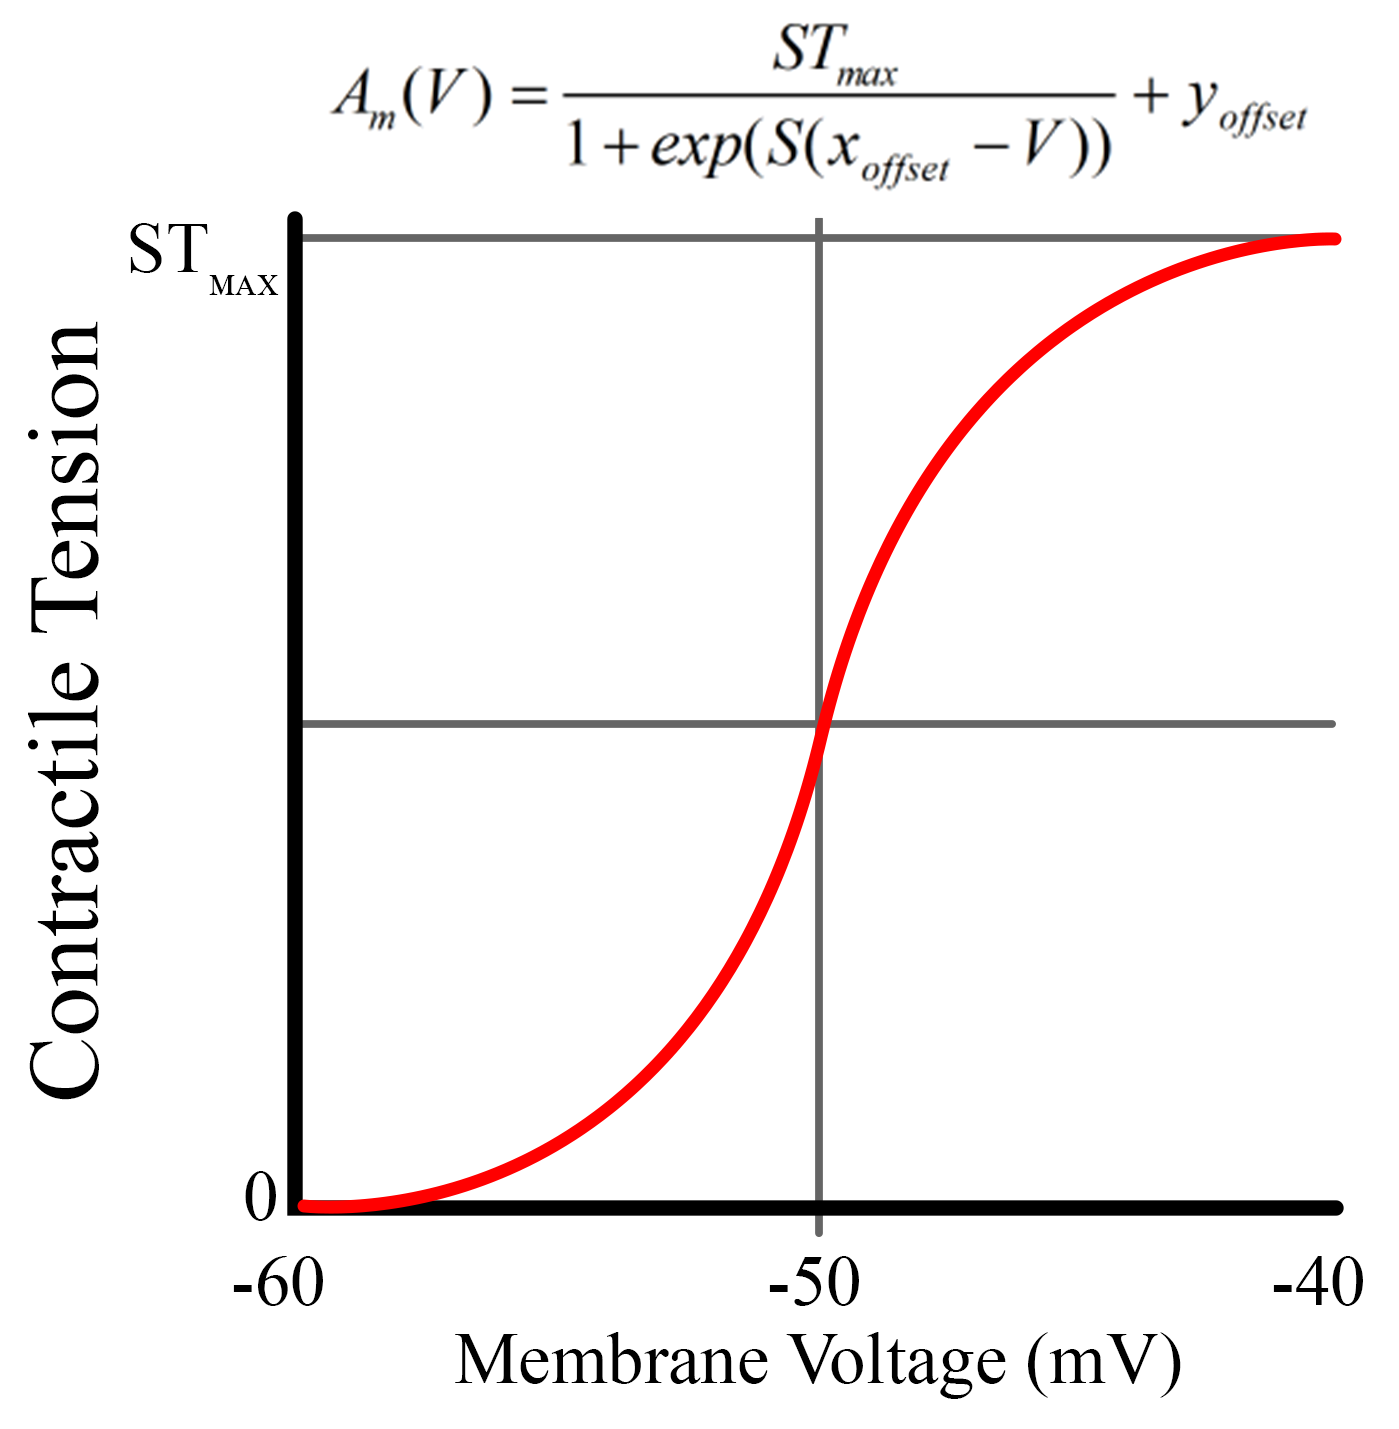 A_m(V) = ST_max / (1 + exp(S(x_offset − V))) + y_offset
ST_MAX
Contractile Tension
0
-60 -50 -40
Membrane Voltage (mV)